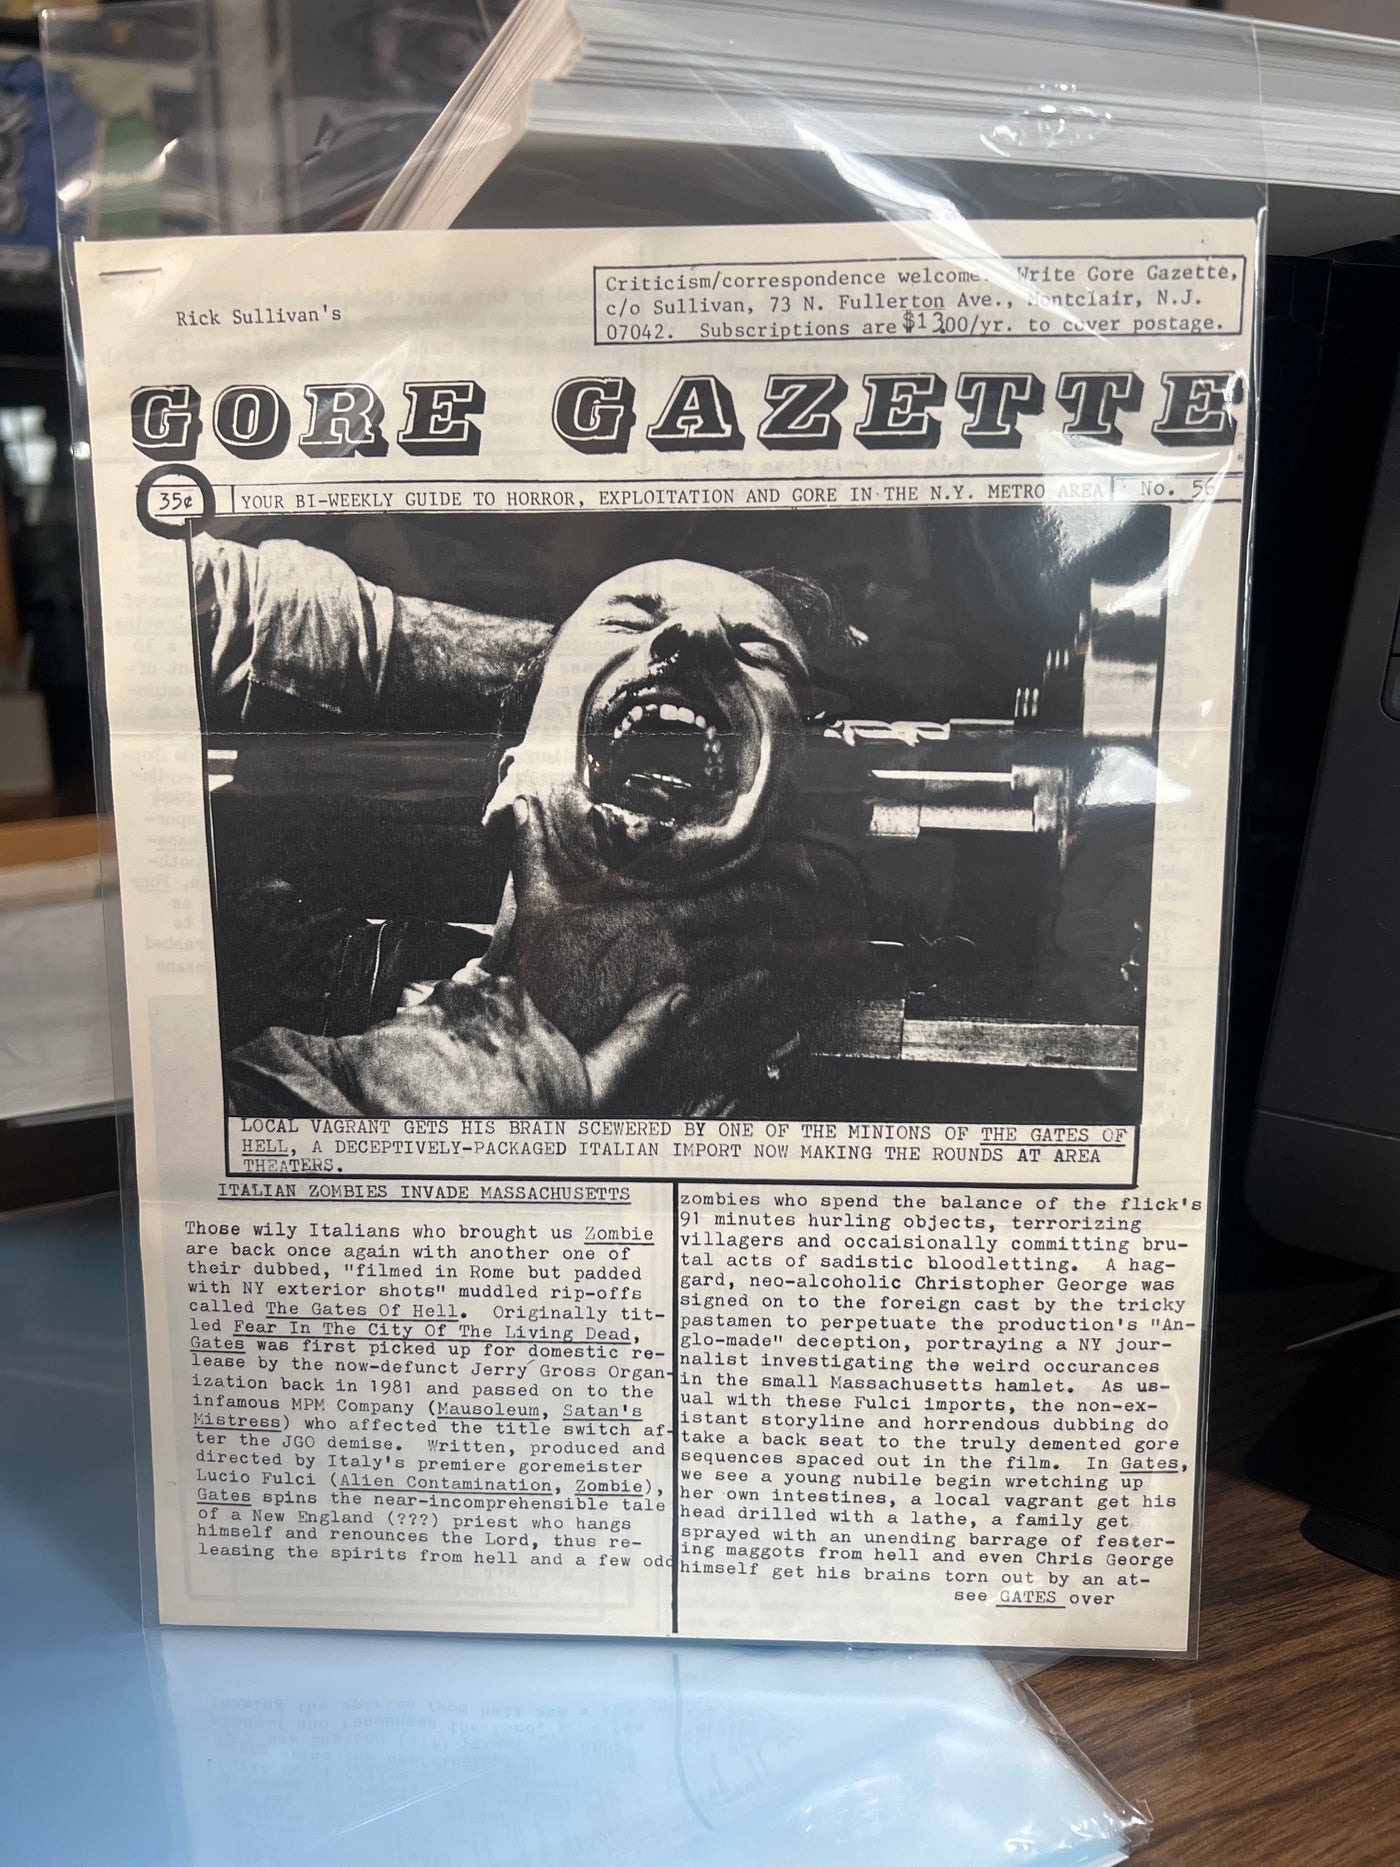 Rick Sullivan's
Criticism/correspondence welcome. Write Gore Gazette,
c/o Sullivan, 73 N. Fullerton Ave., Montclair, N.J.
07042. Subscriptions are $13.00/yr. to cover postage.
GORE GAZETTE
35¢
YOUR BI-WEEKLY GUIDE TO HORROR, EXPLOITATION AND GORE IN THE N.Y. METRO AREA
No. 56
LOCAL VAGRANT GETS HIS BRAIN SCEWERED BY ONE OF THE MINIONS OF THE GATES OF
HELL, A DECEPTIVELY-PACKAGED ITALIAN IMPORT NOW MAKING THE ROUNDS AT AREA
THEATERS.
ITALIAN ZOMBIES INVADE MASSACHUSETTS
Those wily Italians who brought us Zombie
are back once again with another one of
their dubbed, "filmed in Rome but padded
with NY exterior shots" muddled rip-offs
called The Gates Of Hell. Originally tit-
led Fear In The City Of The Living Dead,
Gates was first picked up for domestic re-
lease by the now-defunct Jerry Gross Organ-
ization back in 1981 and passed on to the
infamous MPM Company (Mausoleum, Satan's
Mistress) who affected the title switch af-
ter the JGO demise. Written, produced and
directed by Italy's premiere goremeister
Lucio Fulci (Alien Contamination, Zombie),
Gates spins the near-incomprehensible tale
of a New England (???) priest who hangs
himself and renounces the Lord, thus re-
leasing the spirits from hell and a few odd
zombies who spend the balance of the flick's
91 minutes hurling objects, terrorizing
villagers and occaisionally committing bru-
tal acts of sadistic bloodletting. A hag-
gard, neo-alcoholic Christopher George was
signed on to the foreign cast by the tricky
pastamen to perpetuate the production's "An-
glo-made" deception, portraying a NY jour-
nalist investigating the weird occurances
in the small Massachusetts hamlet. As us-
ual with these Fulci imports, the non-ex-
istant storyline and horrendous dubbing do
take a back seat to the truly demented gore
sequences spaced out in the film. In Gates,
we see a young nubile begin wretching up
her own intestines, a local vagrant get his
head drilled with a lathe, a family get
sprayed with an unending barrage of fester-
ing maggots from hell and even Chris George
himself get his brains torn out by an at-
see GATES over